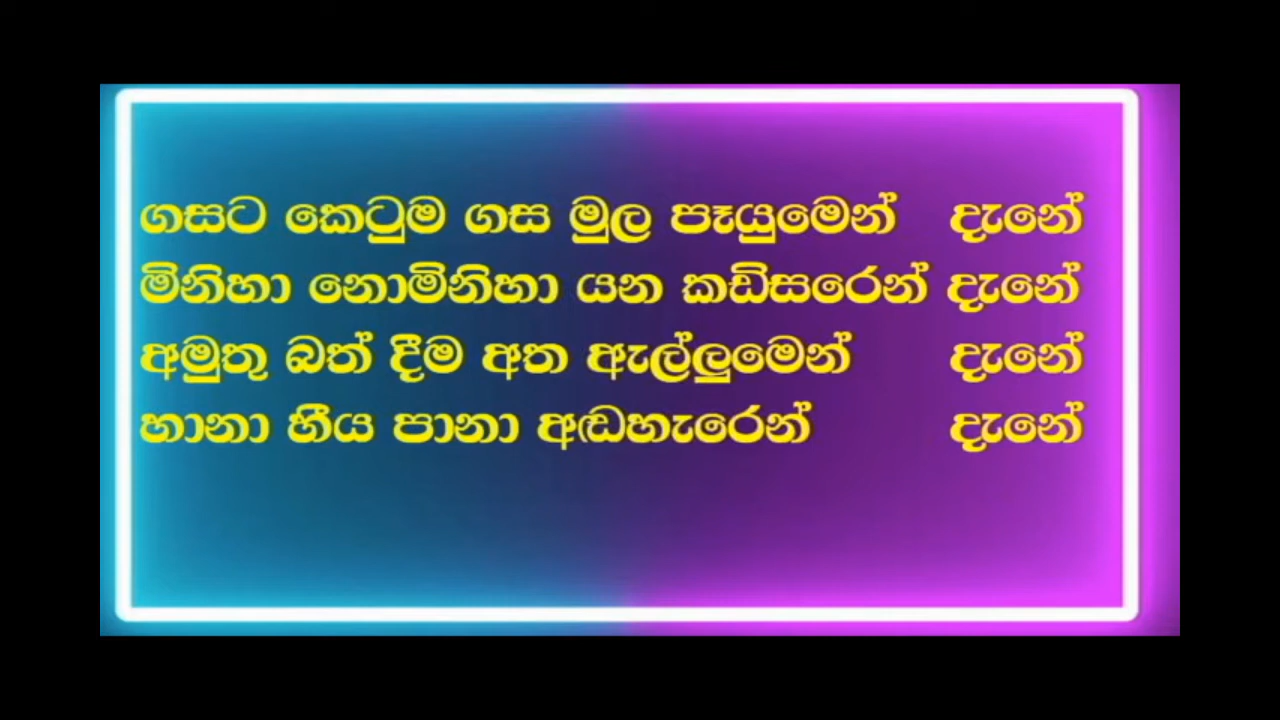 ගසට කෙටුම ගස මුල පෑයුමෙන් දැනේ
මිනිහා නොමිනිහා යන කඩිසරෙන් දැනේ
අමුතු බත් දීම අත ඇල්ලුමෙන් දැනේ
හානා හීය පානා අඬහැරෙන් දැනේ